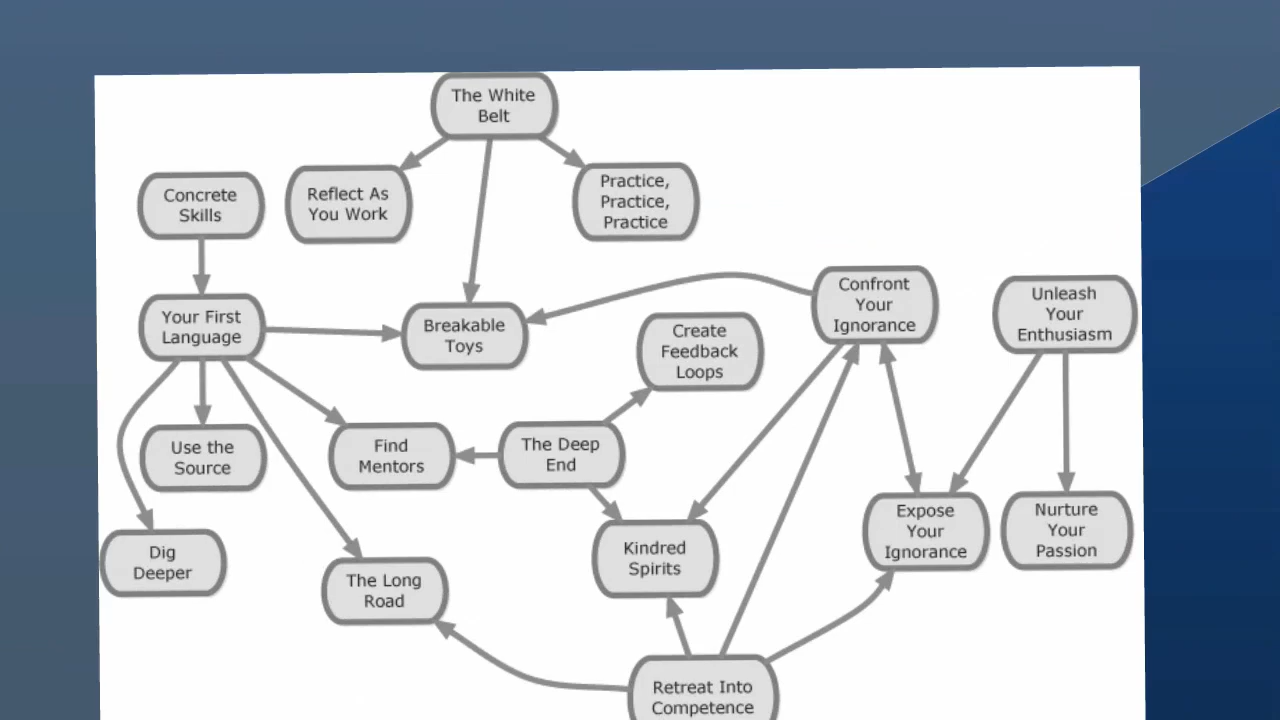 The White
Belt
Concrete
Skills
Reflect As
You Work
Practice,
Practice,
Practice
Your First
Language
Breakable
Toys
Create
Feedback
Loops
Confront
Your
Ignorance
Unleash
Your
Enthusiasm
Use the
Source
Find
Mentors
The Deep
End
Dig
Deeper
The Long
Road
Kindred
Spirits
Expose
Your
Ignorance
Nurture
Your
Passion
Retreat Into
Competence